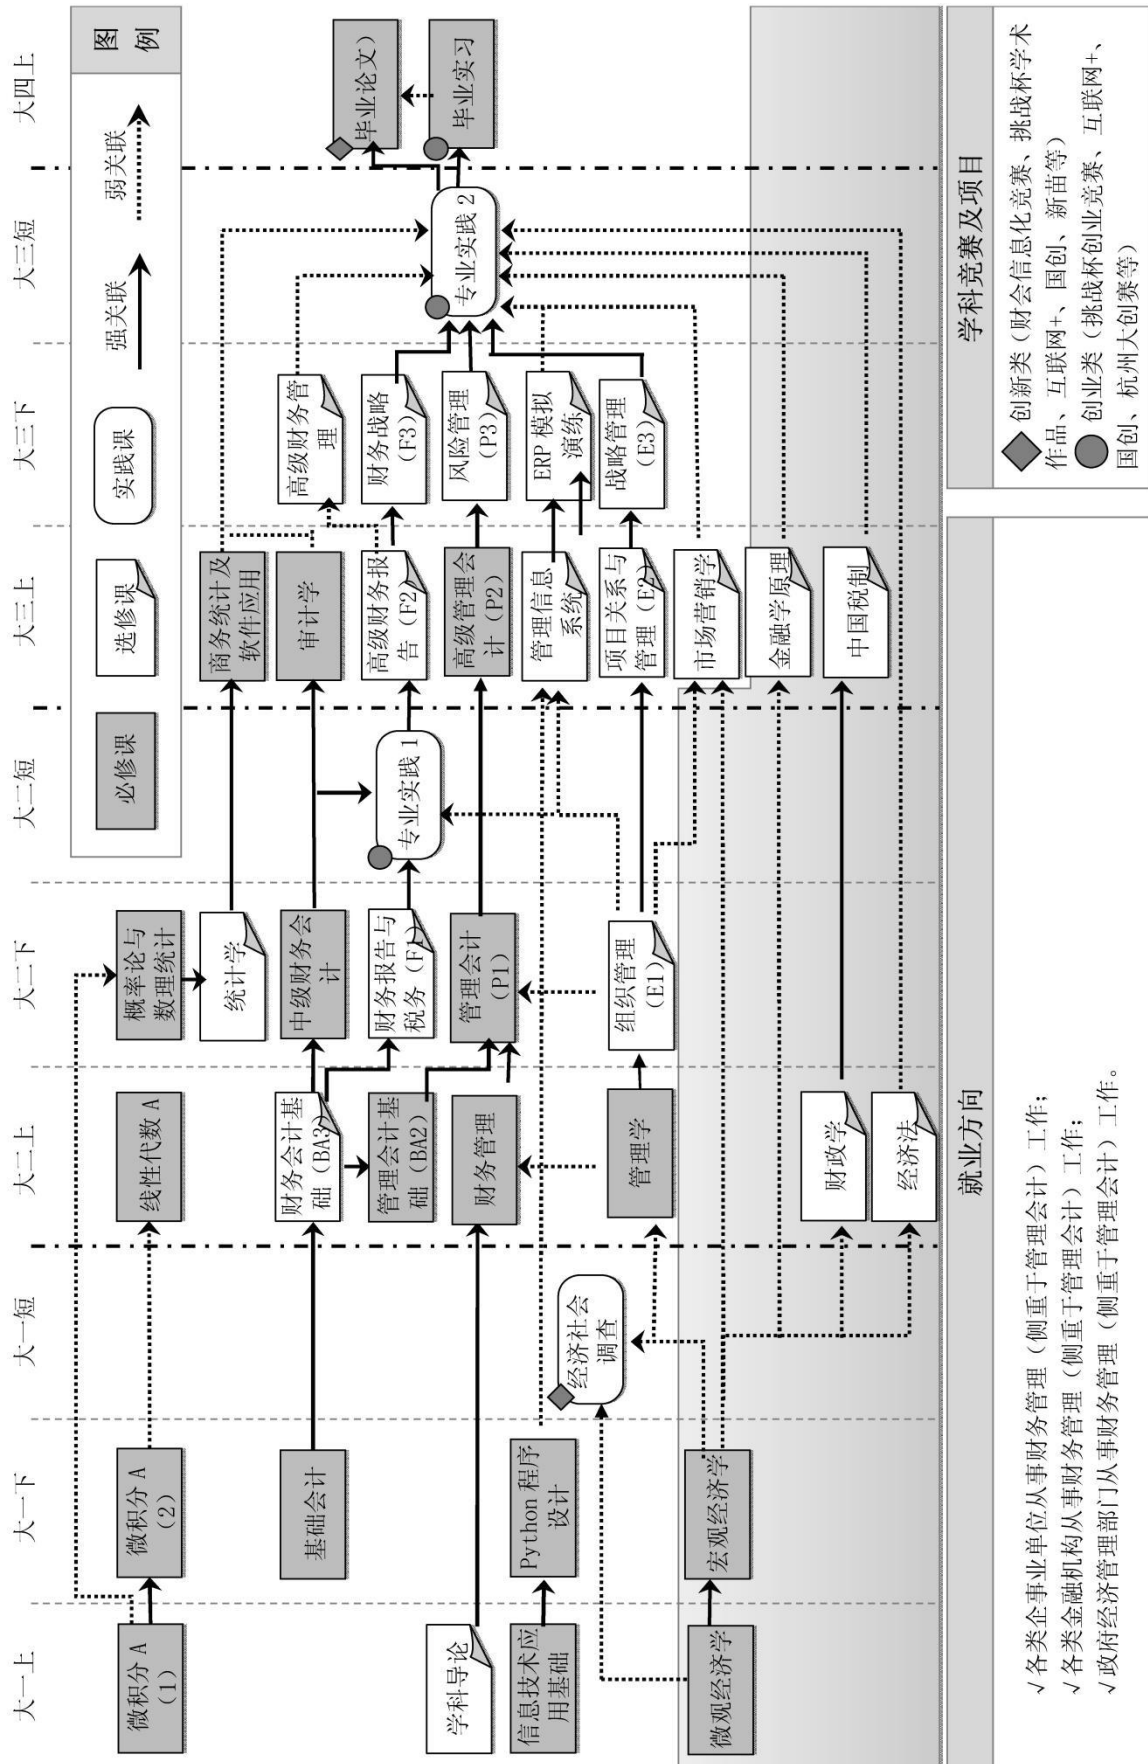 大一上
大一下
大一短
大二上
大二下
大二短
大三上
大三下
大三短
大四上
图
例
必修课
选修课
实践课
强关联
弱关联
微积分 A
(1)
学科导论
信息技术应
用基础
微观经济学
微积分 A
(2)
基础会计
Python 程序
设计
宏观经济学
经济社会
调查
线性代数 A
财务会计基
础(BA3)
管理会计基
础(BA2)
财务管理
管理学
财政学
经济法
概率论与
数理统计
统计学
中级财务会
计
财务报告与
税务(F1)
管理会计
(P1)
组织管理
(E1)
专业实践 1
商务统计及
软件应用
审计学
高级财务报
告(F2)
高级管理会
计(P2)
管理信息
系统
项目关系与
管理(E2)
市场营销学
金融学原理
中国税制
高级财务管
理
财务战略
(F3)
风险管理
(P3)
ERP 模拟
演练
战略管理
(E3)
专业实践 2
毕业论文)
毕业实习
就业方向
√各类企事业单位从事财务管理(侧重于管理会计)工作;
√各类金融机构从事财务管理(侧重于管理会计)工作;
√政府经济管理部门从事财务管理(侧重于管理会计)工作。
学科竞赛及项目
创新类(财会信息化竞赛、挑战杯学术
作品、互联网+、国创、新苗等)
创业类(挑战杯创业竞赛、互联网+、
国创、杭州大创赛等)